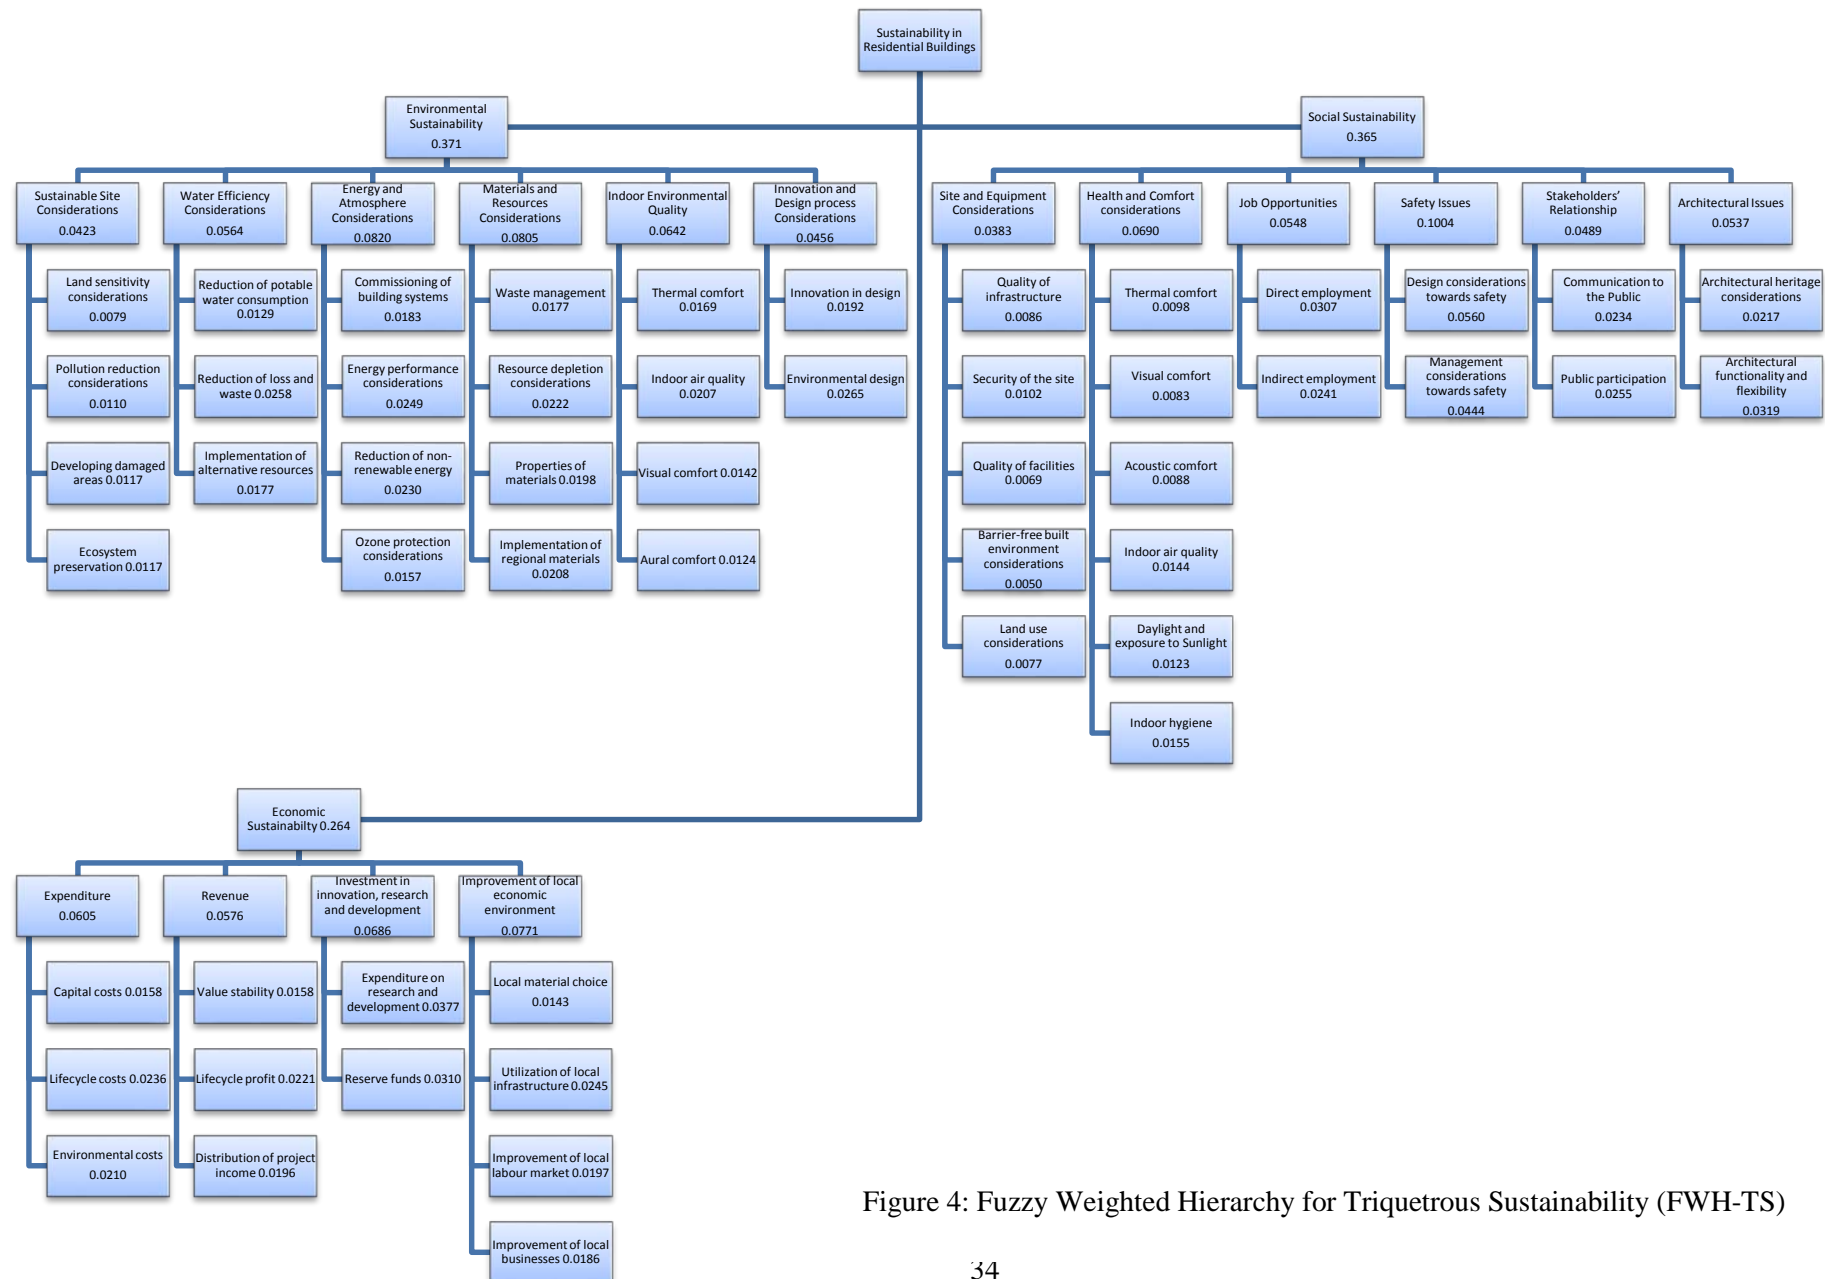 Sustainability in
Residential Buildings
Environmental
Sustainability
0.371
Social Sustainability
0.365
Sustainable Site
Considerations
0.0423
Water Efficiency
Considerations
0.0564
Energy and
Atmosphere
Considerations
0.0820
Materials and
Resources
Considerations
0.0805
Indoor Environmental
Quality
0.0642
Innovation and
Design process
Considerations
0.0456
Site and Equipment
Considerations
0.0383
Health and Comfort
considerations
0.0690
Job Opportunities
0.0548
Safety Issues
0.1004
Stakeholders'
Relationship
0.0489
Architectural Issues
0.0537
Land sensitivity
considerations
0.0079
Reduction of potable
water consumption
0.0129
Commissioning of
building systems
0.0183
Waste management
0.0177
Thermal comfort
0.0169
Innovation in design
0.0192
Quality of
infrastructure
0.0086
Thermal comfort
0.0098
Direct employment
0.0307
Design considerations
towards safety
0.0560
Communication to
the Public
0.0234
Architectural heritage
considerations
0.0217
Pollution reduction
considerations
0.0110
Reduction of loss and
waste 0.0258
Energy performance
considerations
0.0249
Resource depletion
considerations
0.0222
Indoor air quality
0.0207
Environmental design
0.0265
Security of the site
0.0102
Visual comfort
0.0083
Indirect employment
0.0241
Management
considerations
towards safety
0.0444
Public participation
0.0255
Architectural
functionality and
flexibility
0.0319
Developing damaged
areas 0.0117
Implementation of
alternative resources
0.0177
Reduction of non-
renewable energy
0.0230
Properties of
materials 0.0198
Visual comfort 0.0142
Quality of facilities
0.0069
Acoustic comfort
0.0088
Ecosystem
preservation 0.0117
Ozone protection
considerations
0.0157
Implementation of
regional materials
0.0208
Aural comfort 0.0124
Barrier-free built
environment
considerations
0.0050
Indoor air quality
0.0144
Land use
considerations
0.0077
Daylight and
exposure to Sunlight
0.0123
Indoor hygiene
0.0155
Economic
Sustainabilty 0.264
Expenditure
0.0605
Revenue
0.0576
Investment in
innovation, research
and development
0.0686
Improvement of local
economic
environment
0.0771
Capital costs 0.0158
Value stability 0.0158
Expenditure on
research and
development 0.0377
Local material choice
0.0143
Lifecycle costs 0.0236
Lifecycle profit 0.0221
Reserve funds 0.0310
Utilization of local
infrastructure 0.0245
Environmental costs
0.0210
Distribution of project
income 0.0196
Improvement of local
labour market 0.0197
Improvement of local
businesses 0.0186
Figure 4: Fuzzy Weighted Hierarchy for Triquetrous Sustainability (FWH-TS)
34